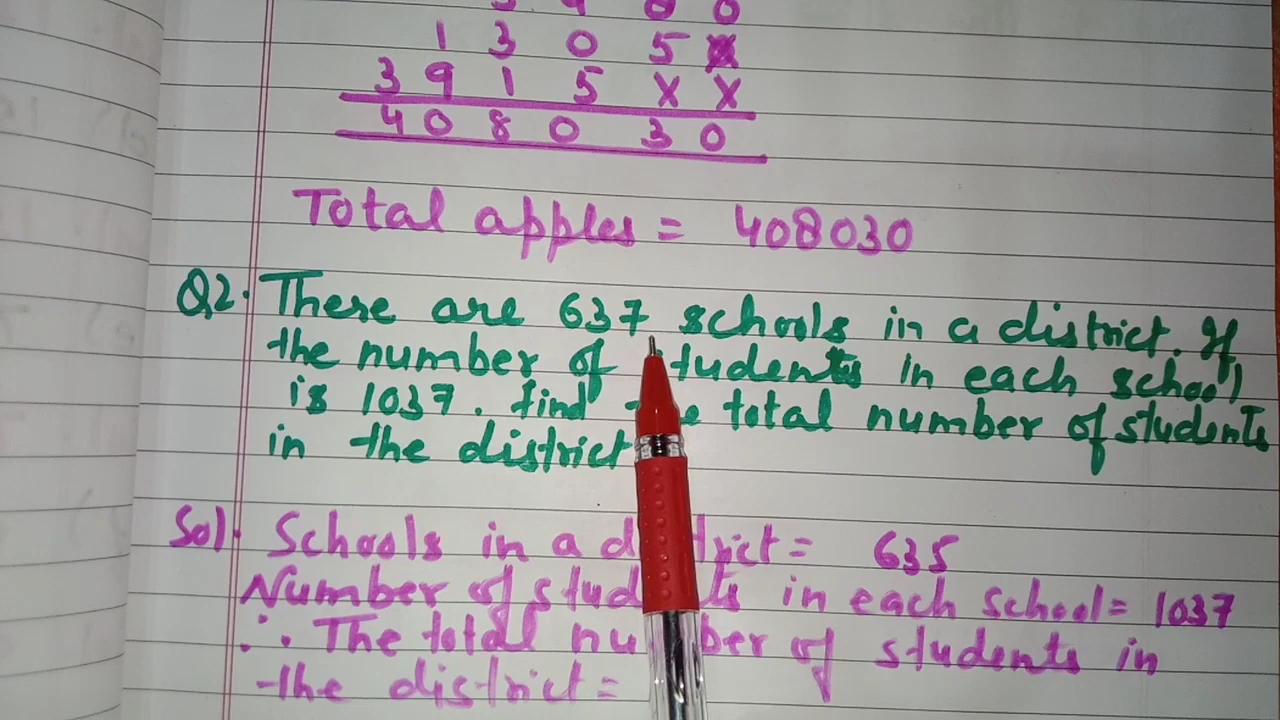 1 3 0 5 x
3 9 1 5 x x
4 0 8 0 3 0
Total apples = 408030
Q2. There are 637 schools in a district. If
the number of students in each school
is 1037. find the total number of students
in the district
Sol. Schools in a district = 635
Number of students in each school = 1037
∴ The total number of students in
the district =